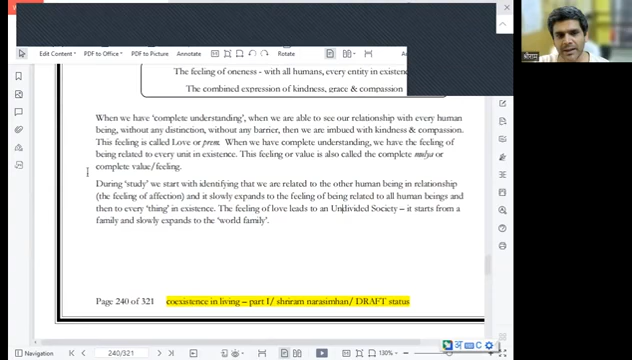 Edit Content
PDF to Office
PDF to Picture
Annotate
Rotate
श्रीराम
The feeling of oneness - with all humans, every entity in existence
The combined expression of kindness, grace & compassion
When we have 'complete understanding', when we are able to see our relationship with every human
being, without any distinction, without any barrier, then we are imbued with kindness & compassion.
This feeling is called Love or prem. When we have complete understanding, we have the feeling of
being related to every unit in existence. This feeling or value is also called the complete mulya or
complete value/feeling.
During 'study' we start with identifying that we are related to the other human being in relationship
(the feeling of affection) and it slowly expands to the feeling of being related to all human beings and
then to every 'thing' in existence. The feeling of love leads to an Undivided Society – it starts from a
family and slowly expands to the 'world family'.
Page 240 of 321 coexistence in living – part I/ shriram narasimhan/ DRAFT status
Navigation
240/321
130%